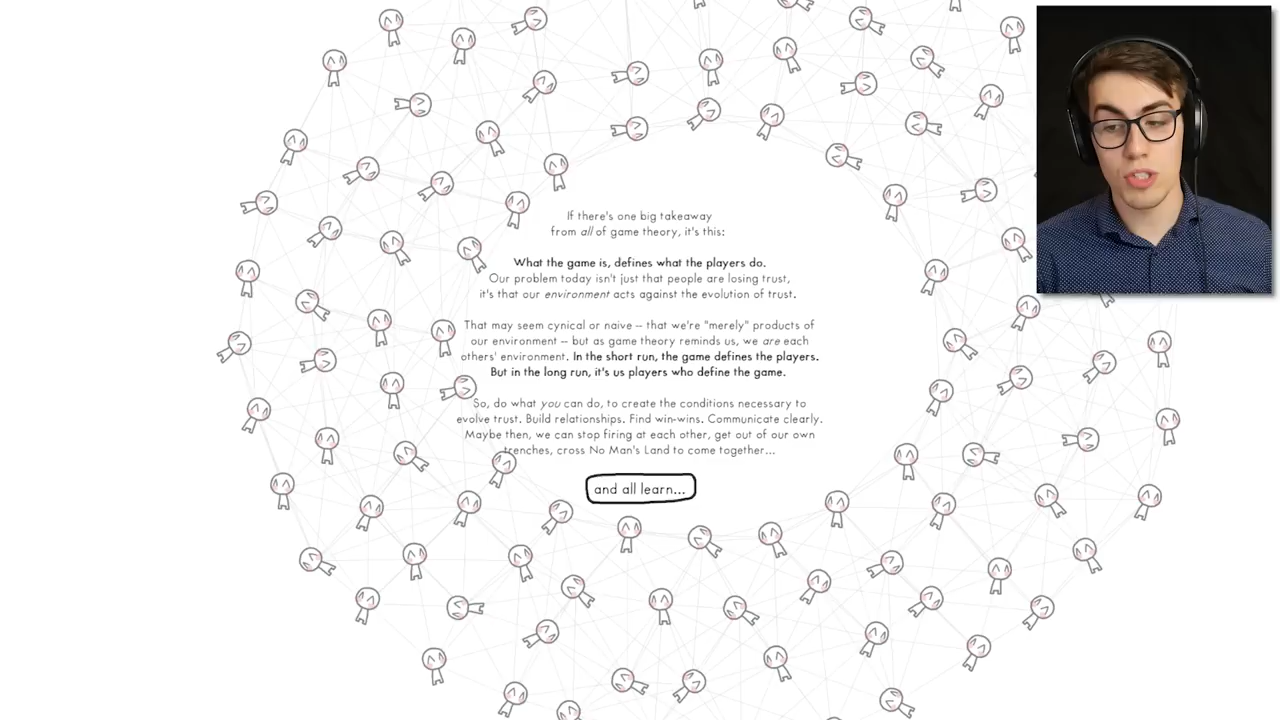 If there's one big takeaway
from all of game theory, it's this:
What the game is, defines what the players do.
Our problem today isn't just that people are losing trust,
it's that our environment acts against the evolution of trust.
That may seem cynical or naive -- that we're "merely" products of
our environment -- but as game theory reminds us, we are each
others' environment. In the short run, the game defines the players.
But in the long run, it's us players who define the game.
So, do what you can do, to create the conditions necessary to
evolve trust. Build relationships. Find win-wins. Communicate clearly.
Maybe then, we can stop firing at each other, get out of our own
trenches, cross No Man's Land to come together...
and all learn...